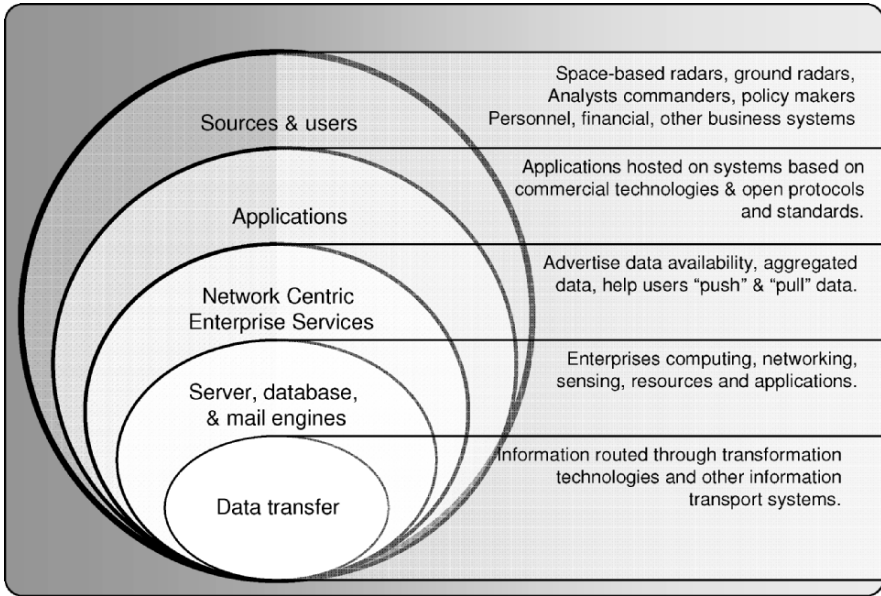 Sources & users
Space-based radars, ground radars,
Analysts commanders, policy makers
Personnel, financial, other business systems
Applications
Applications hosted on systems based on
commercial technologies & open protocols
and standards.
Network Centric
Enterprise Services
Advertise data availability, aggregated
data, help users “push” & “pull” data.
Server, database,
& mail engines
Enterprises computing, networking,
sensing, resources and applications.
Data transfer
Information routed through transformation
technologies and other information
transport systems.